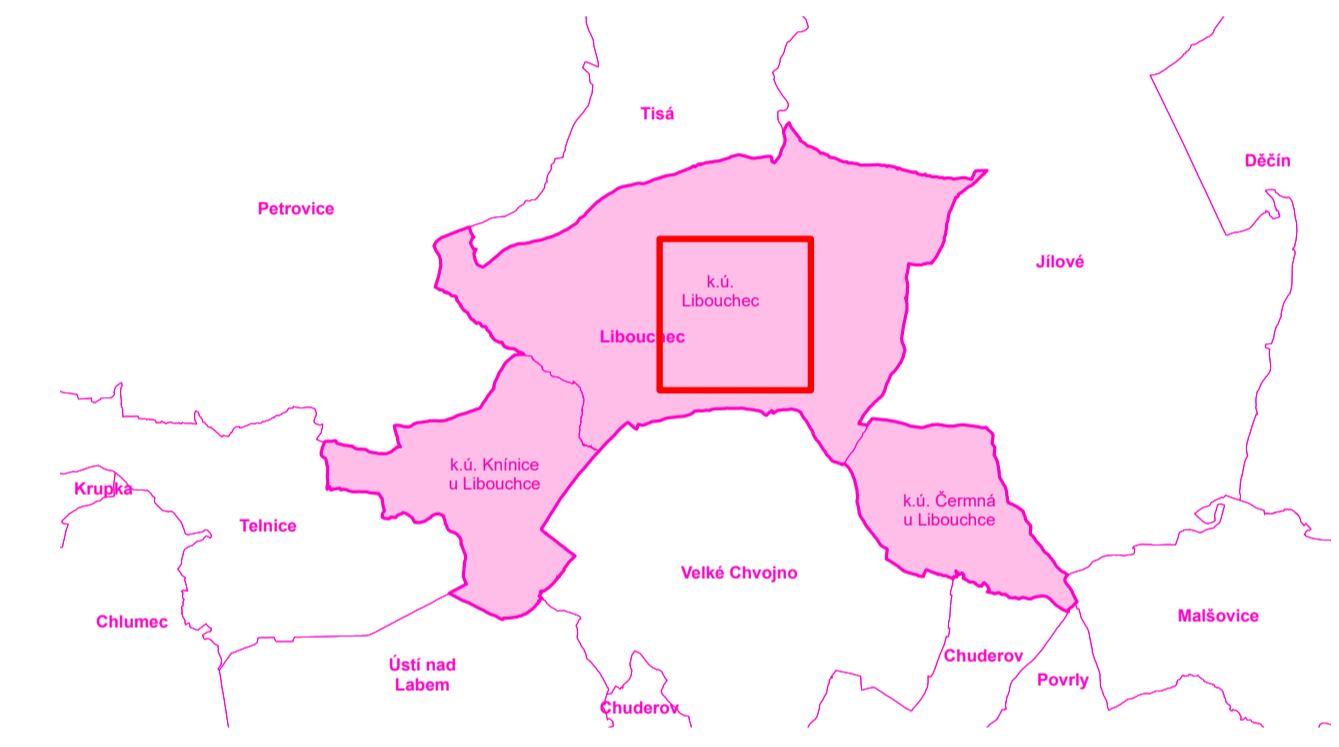 Tisá
Děčín
Petrovice
Jílové
k.ú.
Libouchec
Libouchec
k.ú. Knínice
u Libouchce
Krupka
k.ú. Čermná
u Libouchce
Telnice
Velké Chvojno
Chlumec
Malšovice
Ústí nad
Labem
Chuderov
Povrly
Chuderov